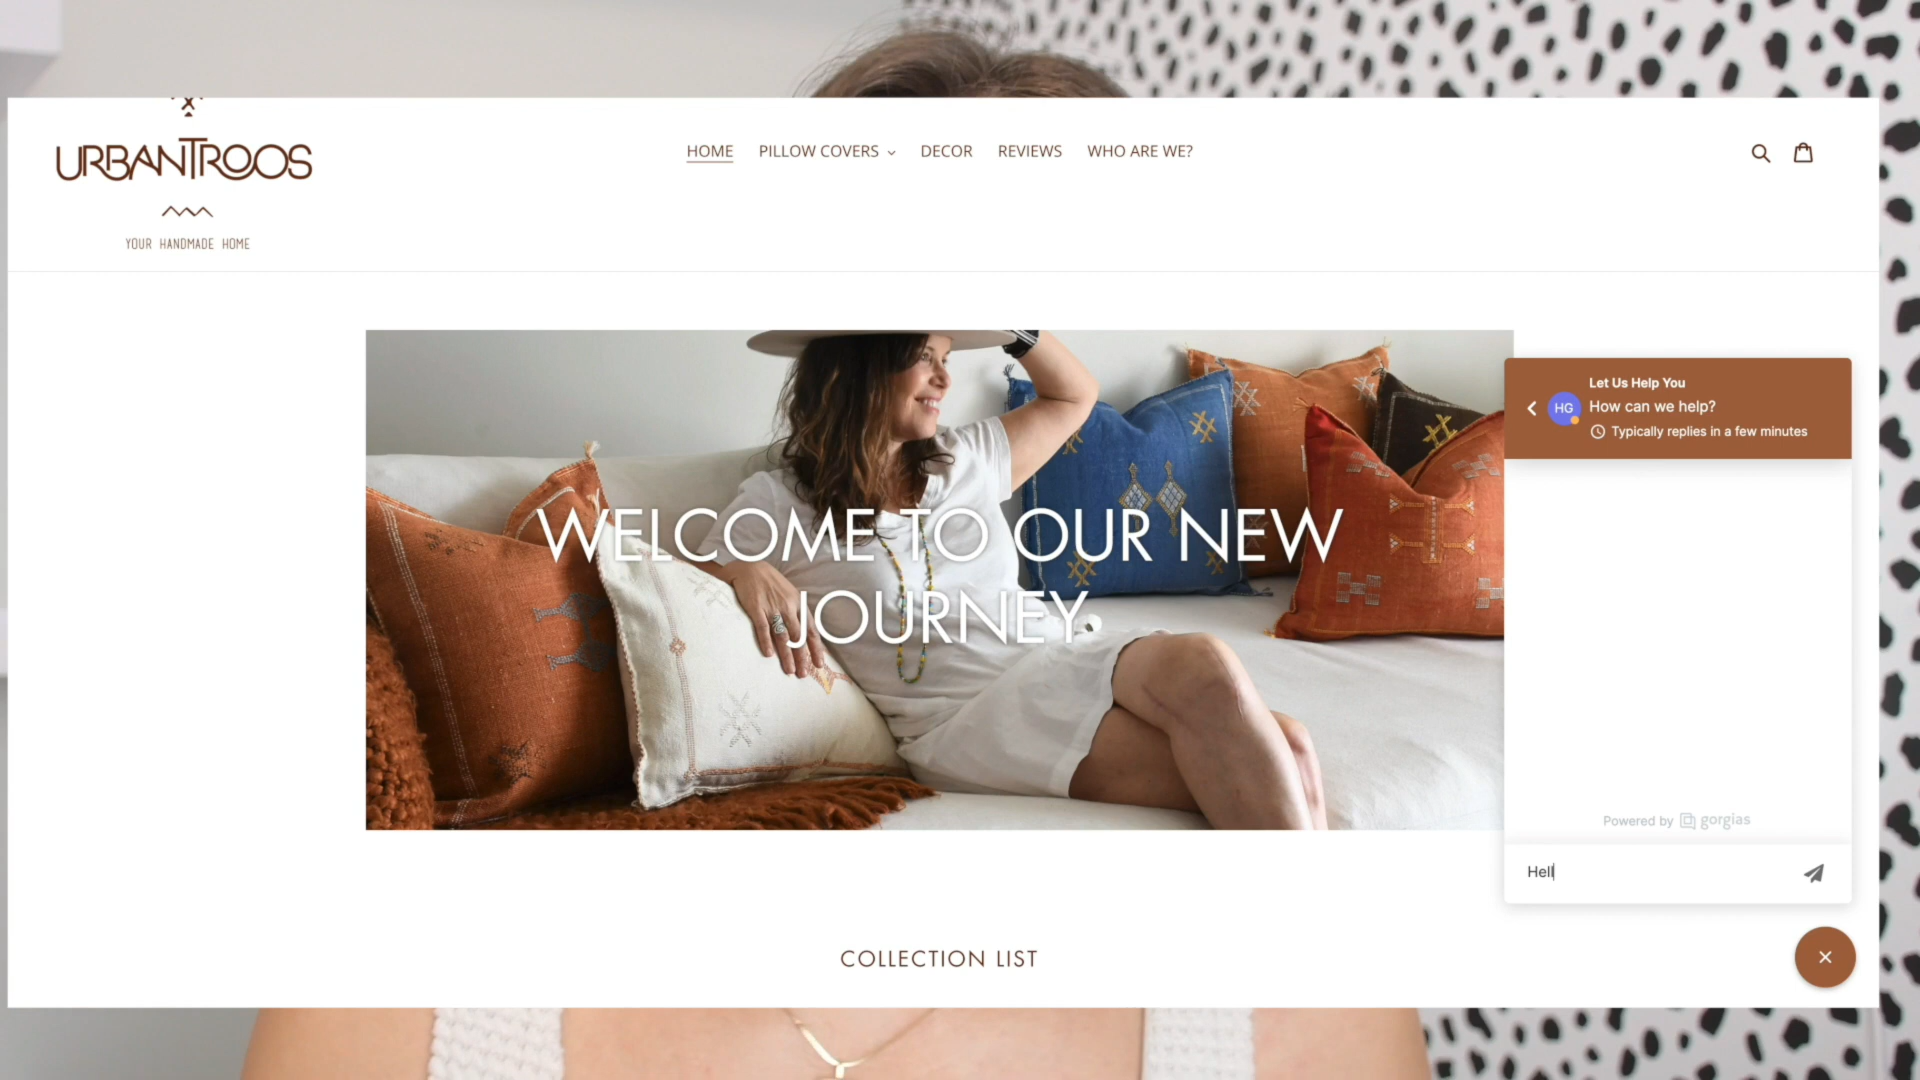 URBANTROOS
YOUR HANDMADE HOME
HOME
PILLOW COVERS
DECOR
REVIEWS
WHO ARE WE?
WELCOME TO OUR NEW
JOURNEY
Let Us Help You
HG
How can we help?
Typically replies in a few minutes
Powered by gorgias
Hell
COLLECTION LIST